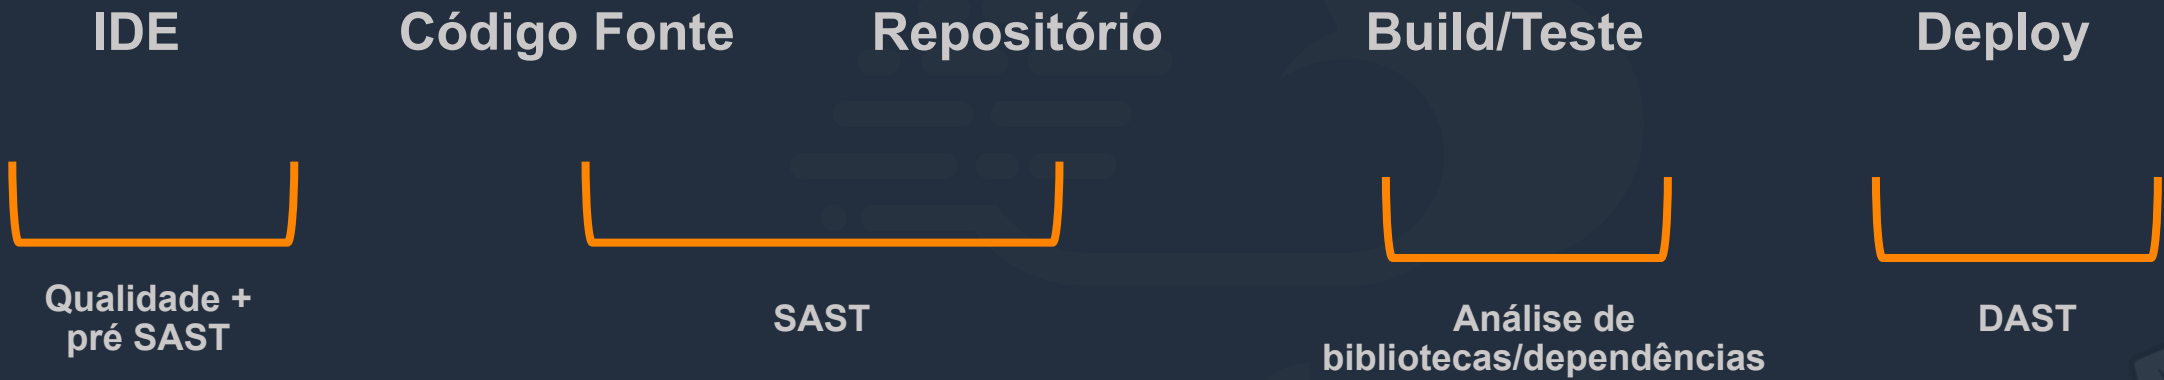 IDE
Código Fonte
Repositório
Build/Teste
Deploy
Qualidade +
pré SAST
SAST
Análise de
bibliotecas/dependências
DAST